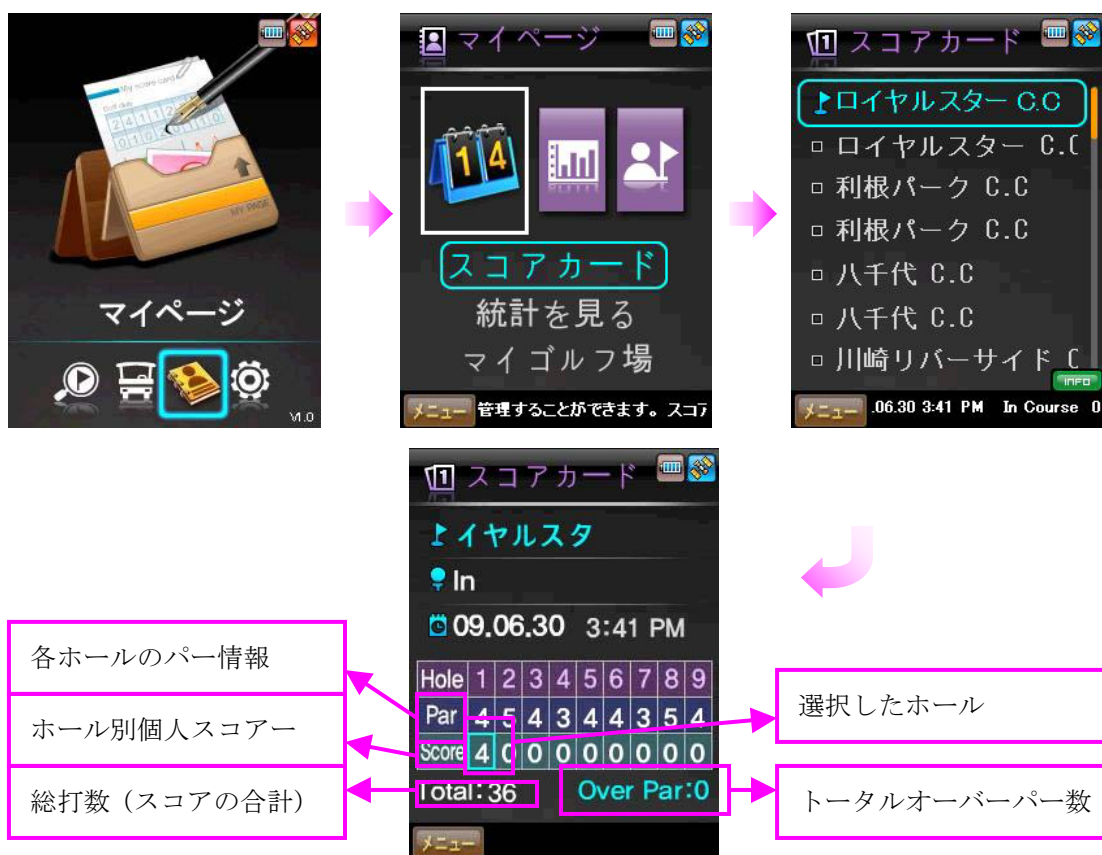 My score card
MY PAGE
マイページ
V1.0
マイページ
1 4
スコアカード
統計を見る
マイゴルフ場
メニュー 管理することができます。スコア
1 スコアカード
ロイヤルスター C.C
ロイヤルスター C.C
利根パーク C.C
利根パーク C.C
八千代 C.C
八千代 C.C
川崎リバーサイド C
INFO
メニュー .06.30 3:41 PM In Course 0
1 スコアカード
イヤルスタ
In
09.06.30 3:41 PM
Hole 1 2 3 4 5 6 7 8 9
Par 4 5 4 3 4 4 3 5 4
Score 4 0 0 0 0 0 0 0 0
Total:36 Over Par:0
メニュー
各ホールのパー情報
ホール別個人スコアー
総打数（スコアの合計）
選択したホール
トータルオーバーパー数